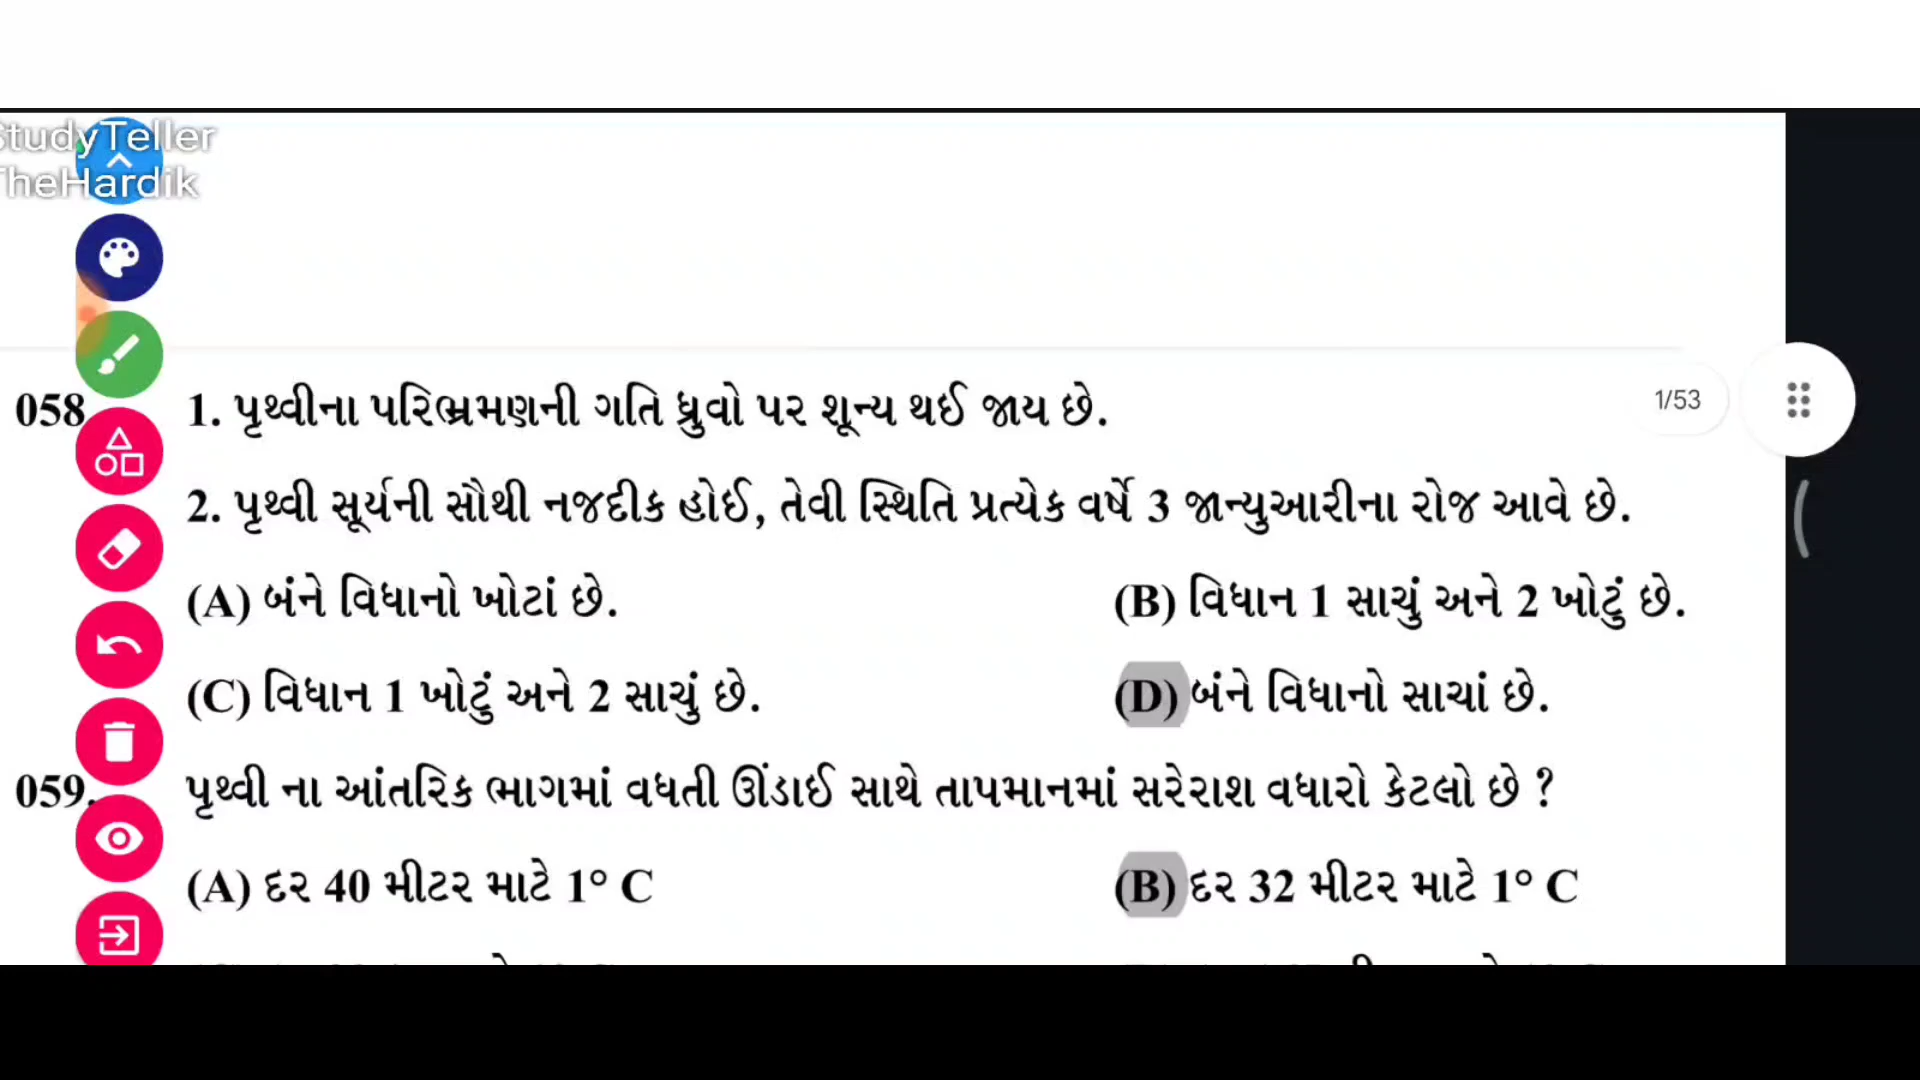 StudyTeller
TheHardik
058 1. પૃથ્વીના પરિભ્રમણની ગતિ ધ્રુવો પર શૂન્ય થઈ જાય છે.
1/53
2. પૃથ્વી સૂર્યની સૌથી નજદીક હોઈ, તેવી સ્થિતિ પ્રત્યેક વર્ષે 3 જાન્યુઆરીના રોજ આવે છે.
(A) બંને વિધાનો ખોટાં છે. (B) વિધાન 1 સાચું અને 2 ખોટું છે.
(C) વિધાન 1 ખોટું અને 2 સાચું છે. (D) બંને વિધાનો સાચાં છે.
059. પૃથ્વી ના આંતરિક ભાગમાં વધતી ઊંડાઈ સાથે તાપમાનમાં સરેરાશ વધારો કેટલો છે ?
(A) દર 40 મીટર માટે 1° C (B) દર 32 મીટર માટે 1° C